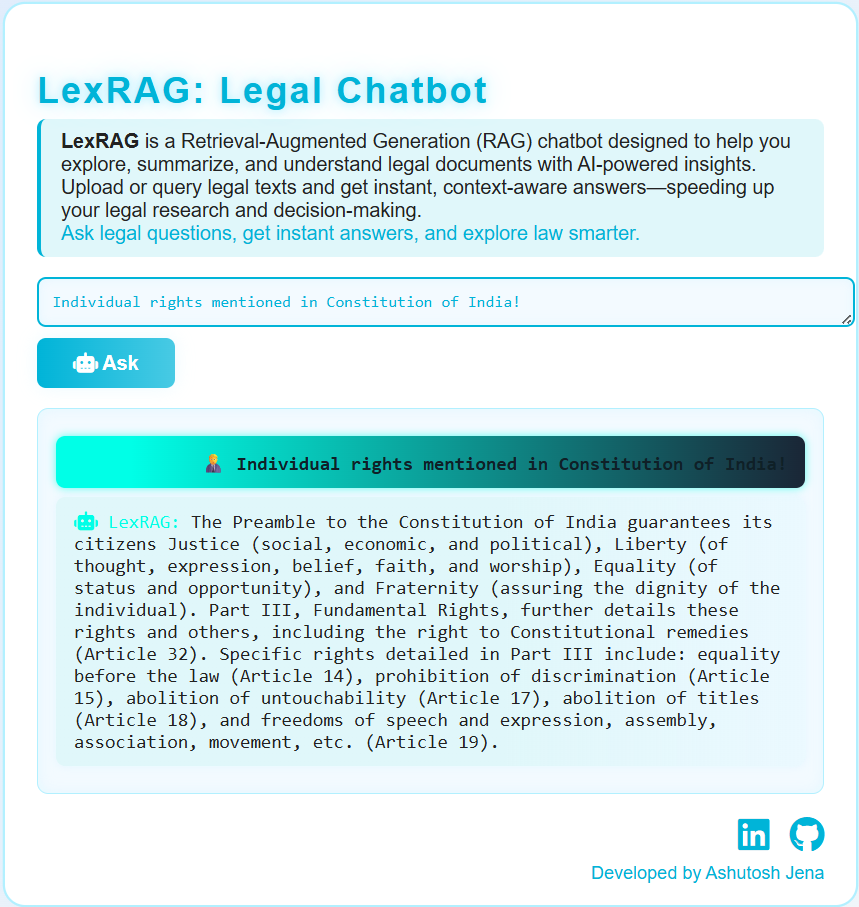 LexRAG: Legal Chatbot
LexRAG is a Retrieval-Augmented Generation (RAG) chatbot designed to help you
explore, summarize, and understand legal documents with AI-powered insights.
Upload or query legal texts and get instant, context-aware answers—speeding up
your legal research and decision-making.
Ask legal questions, get instant answers, and explore law smarter.
Individual rights mentioned in Constitution of India!
Ask
Individual rights mentioned in Constitution of India!
LexRAG: The Preamble to the Constitution of India guarantees its
citizens Justice (social, economic, and political), Liberty (of
thought, expression, belief, faith, and worship), Equality (of
status and opportunity), and Fraternity (assuring the dignity of the
individual). Part III, Fundamental Rights, further details these
rights and others, including the right to Constitutional remedies
(Article 32). Specific rights detailed in Part III include: equality
before the law (Article 14), prohibition of discrimination (Article
15), abolition of untouchability (Article 17), abolition of titles
(Article 18), and freedoms of speech and expression, assembly,
association, movement, etc. (Article 19).
in
Developed by Ashutosh Jena